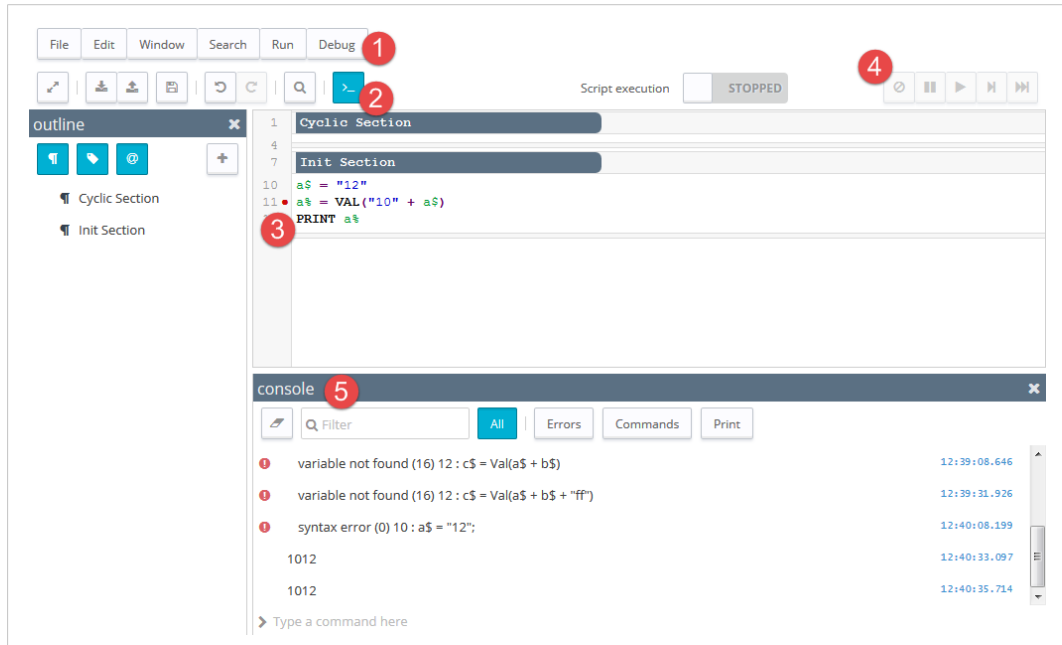 File Edit Window Search Run Debug 1
2 Script execution STOPPED 4
outline
@ +
Cyclic Section
Init Section
1 Cyclic Section
4
7 Init Section
10 a$ = "12"
11 a% = VAL("10" + a$)
3 PRINT a%
console 5
Filter All Errors Commands Print
variable not found (16) 12 : c$ = Val(a$ + b$) 12:39:08.646
variable not found (16) 12 : c$ = Val(a$ + b$ + "ff") 12:39:31.926
syntax error (0) 10 : a$ = "12"; 12:40:08.199
1012 12:40:33.097
1012 12:40:35.714
Type a command here